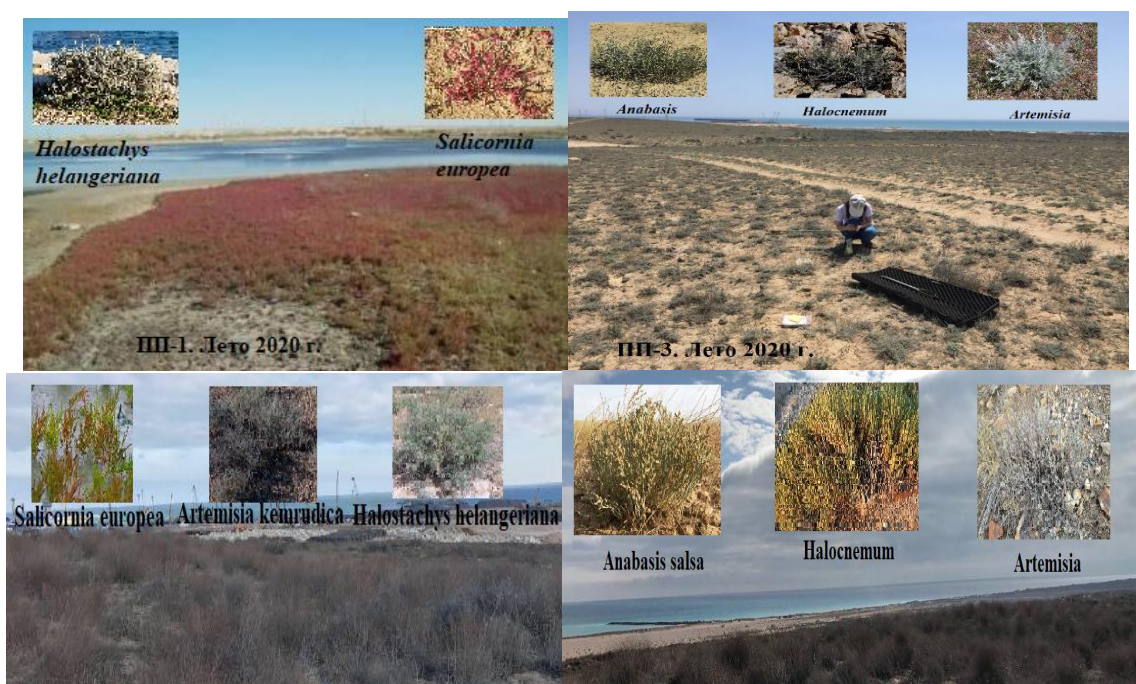 Halostachys
helangeriana
Salicornia
europea
ПП-1. Лето 2020 г.
Anabasis
Halocnemum
Artemisia
ПП-3. Лето 2020 г.
Salicornia europea
Artemisia kemrudica
Halostachys helangeriana
Anabasis salsa
Halocnemum
Artemisia